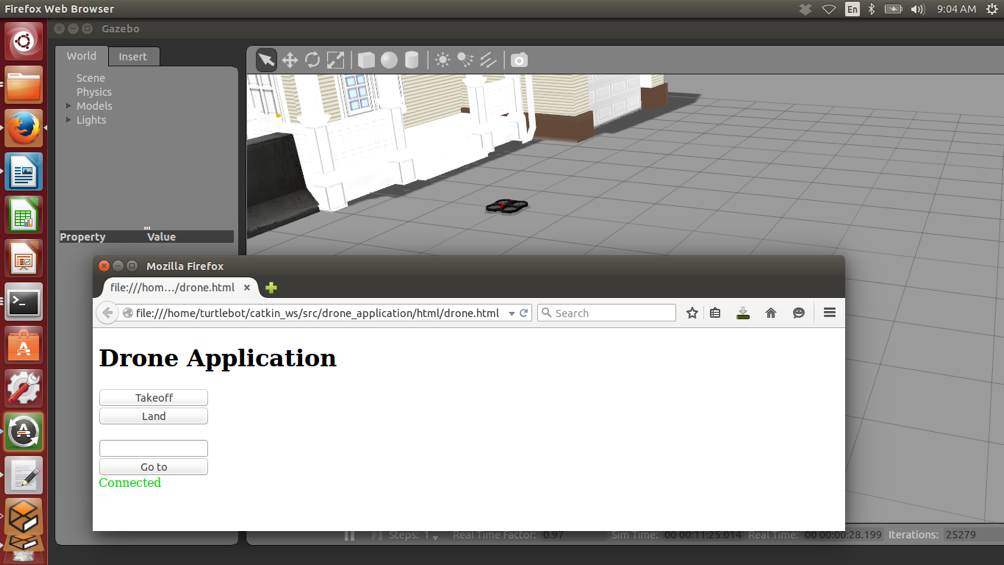 Firefox Web Browser
En
9:04 AM
Gazebo
World
Insert
Scene
Physics
Models
Lights
Property Value
Mozilla Firefox
file:///hom…/drone.html
file:///home/turtlebot/catkin_ws/src/drone_application/html/drone.html
Search
Drone Application
Takeoff
Land
Go to
Connected
Steps: 1 Real Time Factor: 0.97 Sim Time: 00 00:11:25.014 Real Time: 00 00:00:28.199 Iterations: 25279